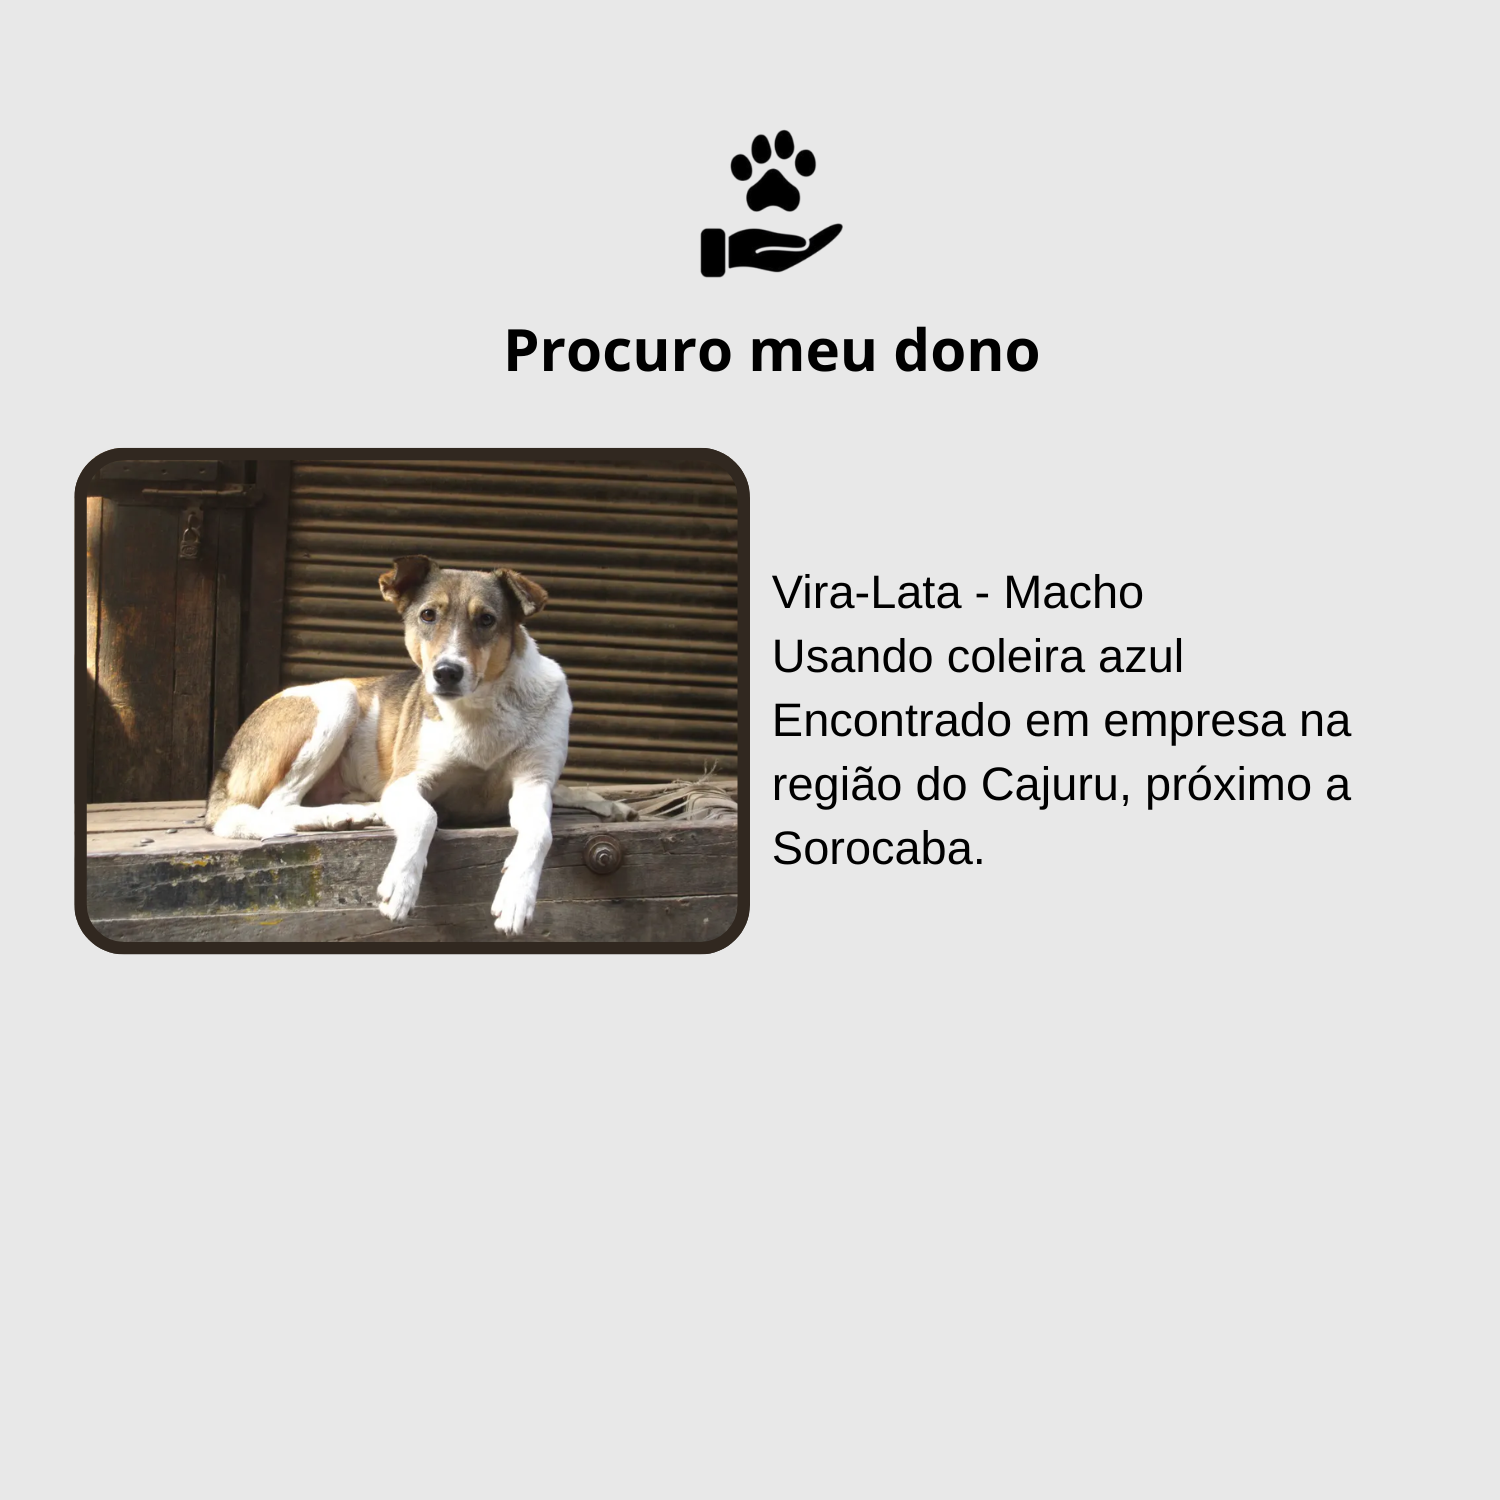 Procuro meu dono
Vira-Lata - Macho
Usando coleira azul
Encontrado em empresa na
região do Cajuru, próximo a
Sorocaba.